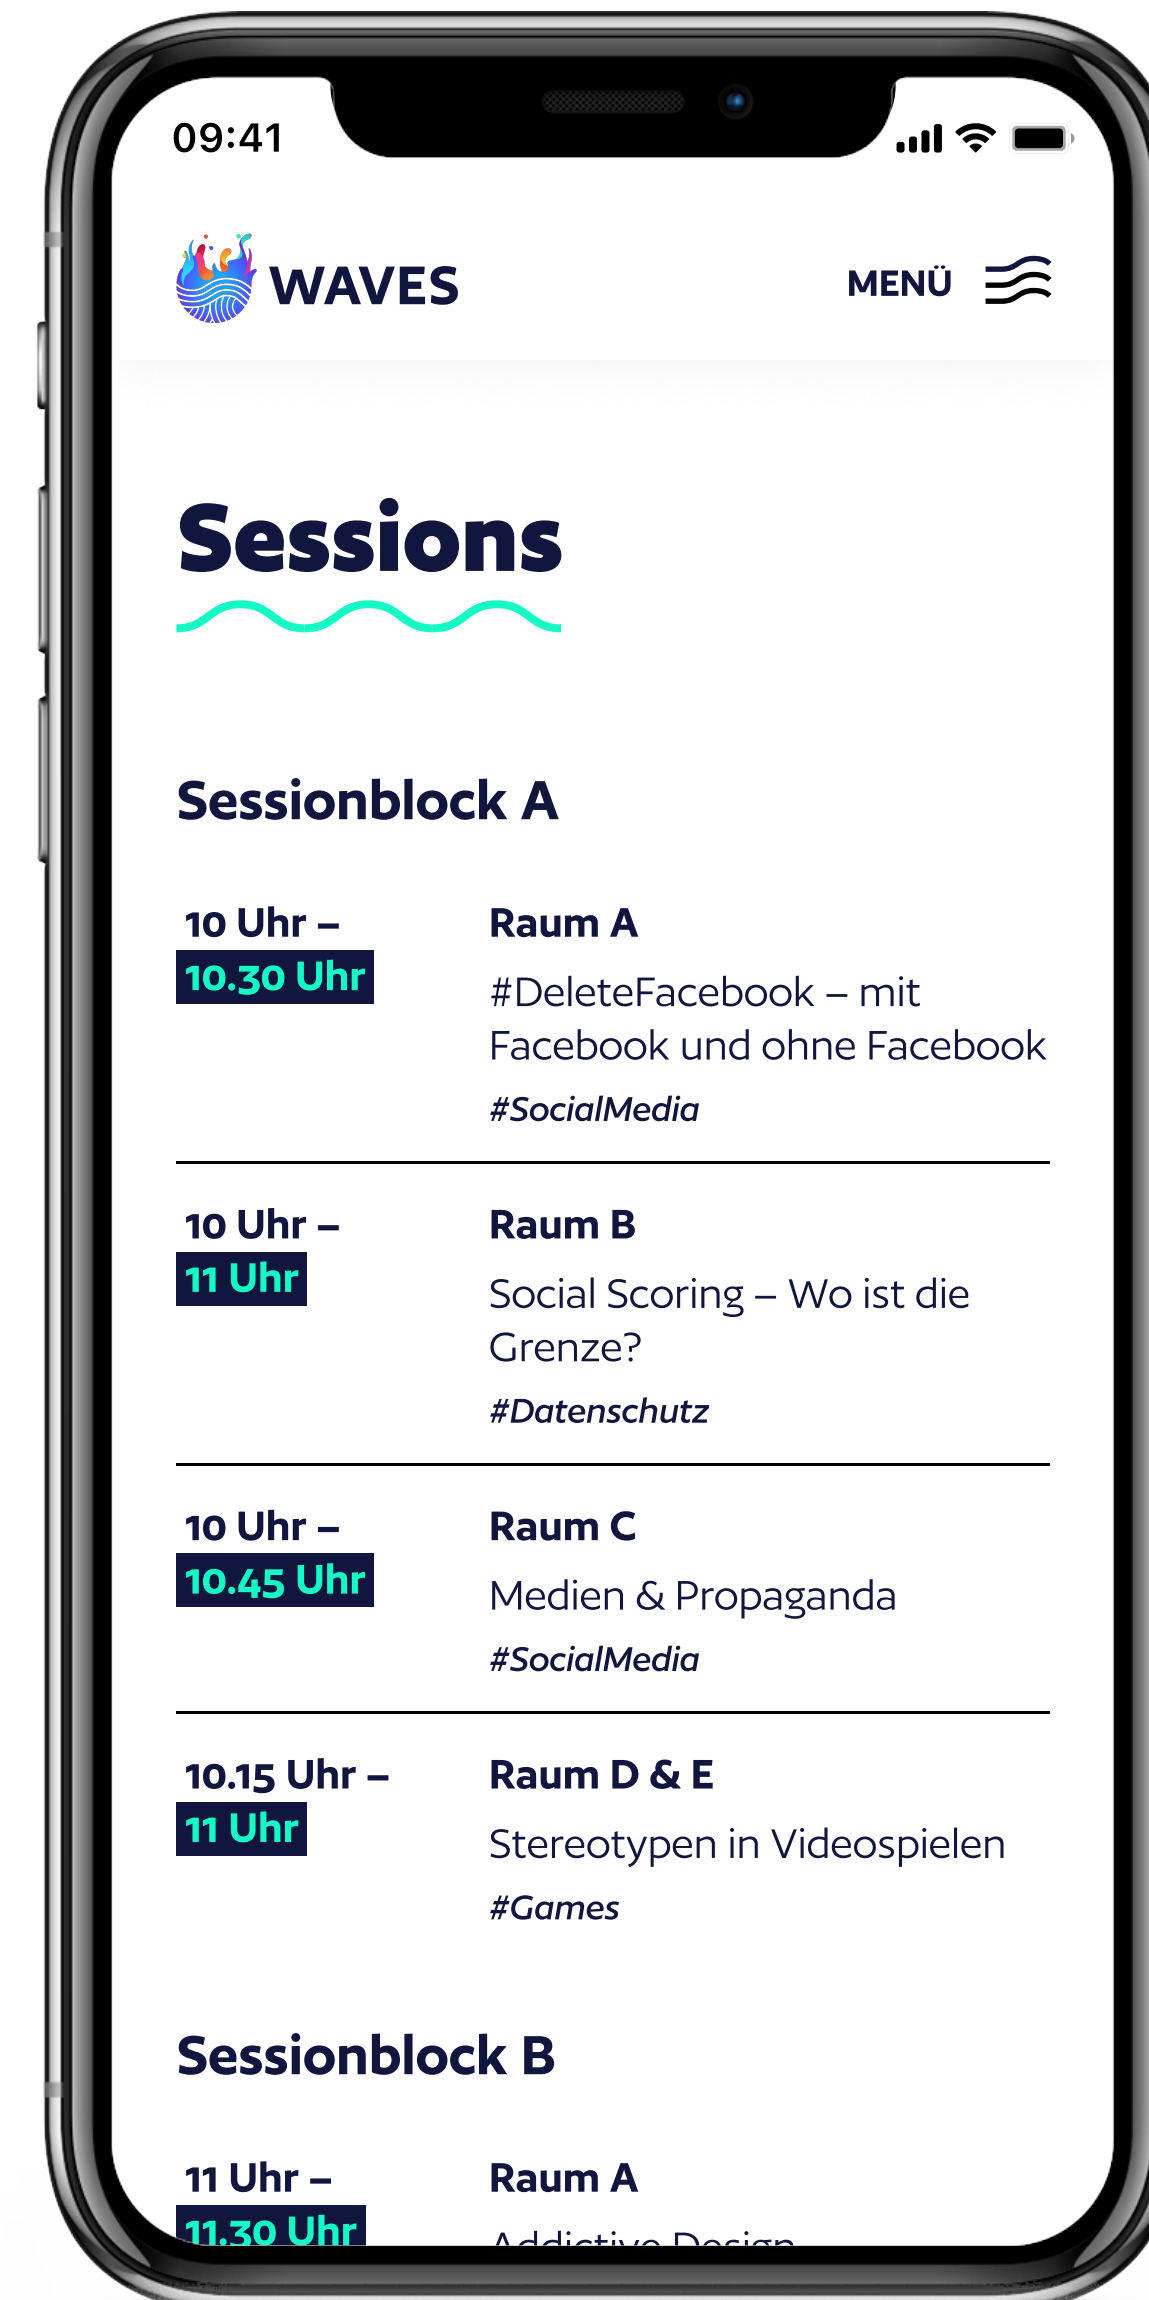 09:41
WAVES
MENÜ
Sessions
Sessionblock A
10 Uhr –
10.30 Uhr
Raum A
#DeleteFacebook – mit
Facebook und ohne Facebook
#SocialMedia
10 Uhr –
11 Uhr
Raum B
Social Scoring – Wo ist die
Grenze?
#Datenschutz
10 Uhr –
10.45 Uhr
Raum C
Medien & Propaganda
#SocialMedia
10.15 Uhr –
11 Uhr
Raum D & E
Stereotypen in Videospielen
#Games
Sessionblock B
11 Uhr –
11.30 Uhr
Raum A
Addictive Design